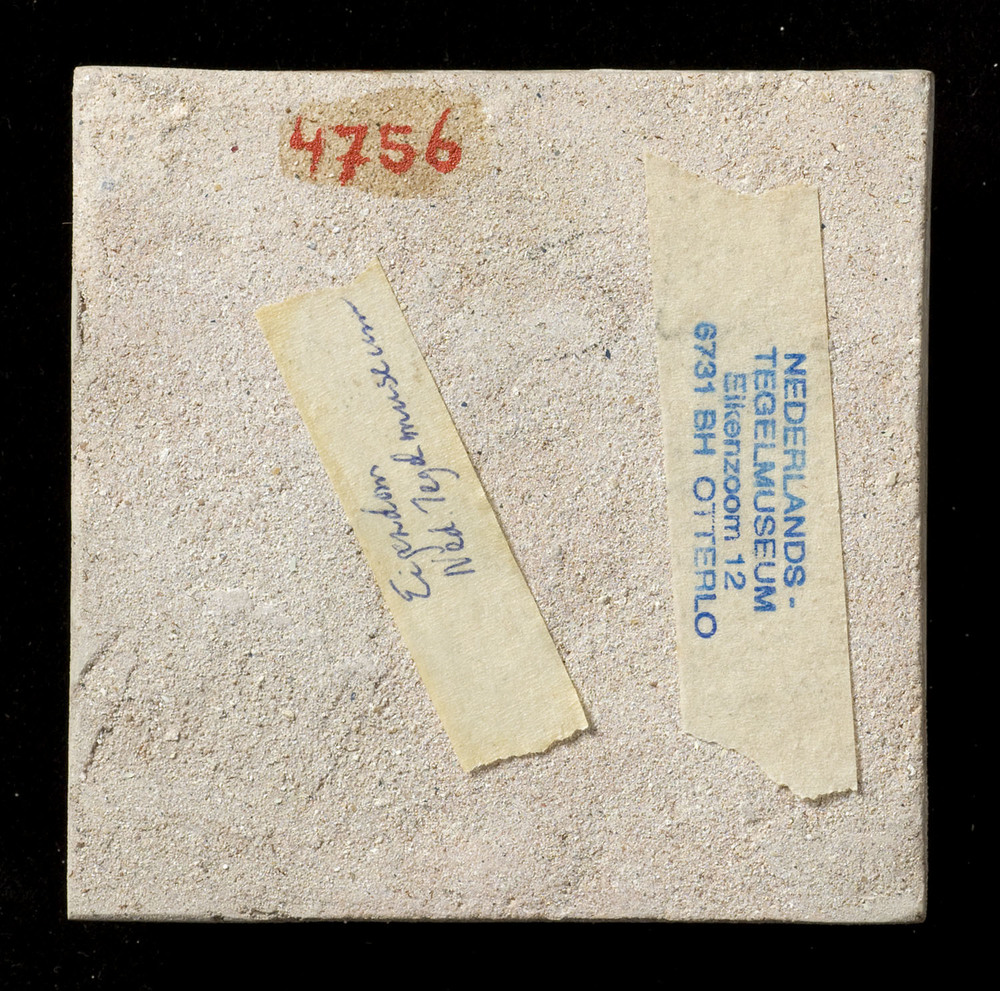 4756
Eigendom
Ned. Tegelmuseum
NEDERLANDS-
TEGELMUSEUM
Eikenzoom 12
6731 BH OTTERLO